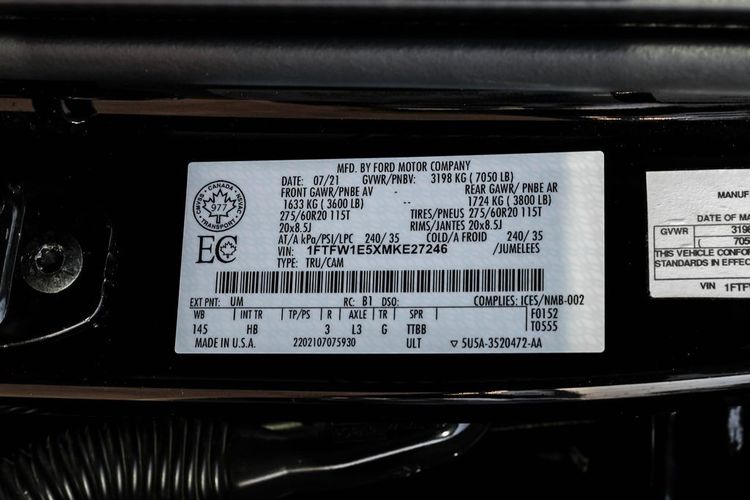 MFD. BY FORD MOTOR COMPANY
DATE: 07/21 GVWR/PNBV: 3198 KG ( 7050 LB)
FRONT GAWR/PNBE AV - REAR GAWR/ PNBE AR
1633 KG ( 3600 LB) 1724 KG ( 3800 LB)
275/60R20 115T -- TIRES/PNEUS 275/60R20 115T
20x8.5J -- RIMS/JANTES 20x8.5J
AT/A kPa/PSI/LPC 240/ 35 COLD/A FROID 240/ 35
VIN: 1FTFW1E5XMKE27246 /JUMELEES
TYPE: TRU/CAM
CANADA
977
TRANSPORT
EC
EXT PNT: UM RC: B1 DSO: COMPLIES: ICES/NMB-002
WB INT TR TP/PS R AXLE TR SPR F0152
145 HB 3 L3 G TTBB T0555
MADE IN U.S.A. 2202107075930 ULT ▽ 5U5A-3520472-AA
MANUF
DATE OF MA
GVWR 3198
7050
THIS VEHICLE CONFO
STANDARDS IN EFFEC
VIN 1FTF